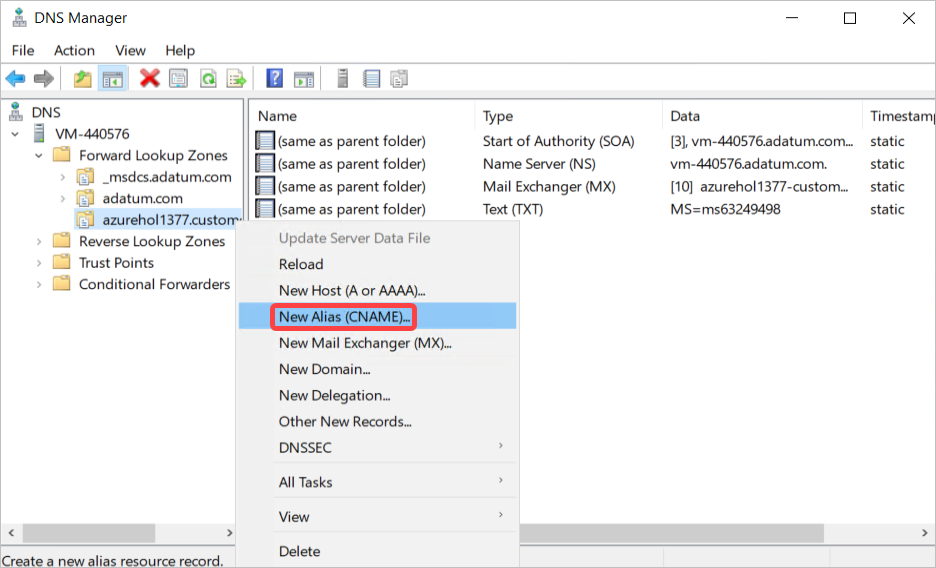 DNS Manager
File Action View Help
DNS
VM-440576
Forward Lookup Zones
_msdcs.adatum.com
adatum.com
azurehol1377.custom
Reverse Lookup Zones
Trust Points
Conditional Forwarders
Name Type Data Timestamp
(same as parent folder) Start of Authority (SOA) [3], vm-440576.adatum.com... static
(same as parent folder) Name Server (NS) vm-440576.adatum.com. static
(same as parent folder) Mail Exchanger (MX) [10] azurehol1377-custom... static
(same as parent folder) Text (TXT) MS=ms63249498 static
Update Server Data File
Reload
New Host (A or AAAA)...
New Alias (CNAME)...
New Mail Exchanger (MX)...
New Domain...
New Delegation...
Other New Records...
DNSSEC
All Tasks
View
Delete
Create a new alias resource record.